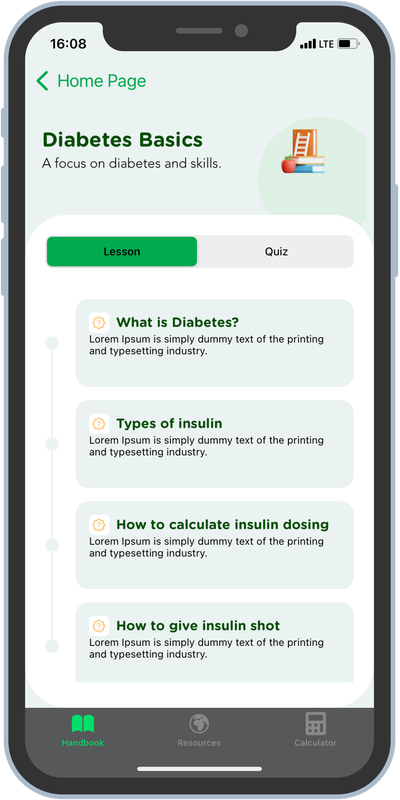 16:08
LTE
Home Page
Diabetes Basics
A focus on diabetes and skills.
Lesson
Quiz
What is Diabetes?
Lorem Ipsum is simply dummy text of the printing
and typesetting industry.
Types of insulin
Lorem Ipsum is simply dummy text of the printing
and typesetting industry.
How to calculate insulin dosing
Lorem Ipsum is simply dummy text of the printing
and typesetting industry.
How to give insulin shot
Lorem Ipsum is simply dummy text of the printing
and typesetting industry.
Handbook
Resources
Calculator